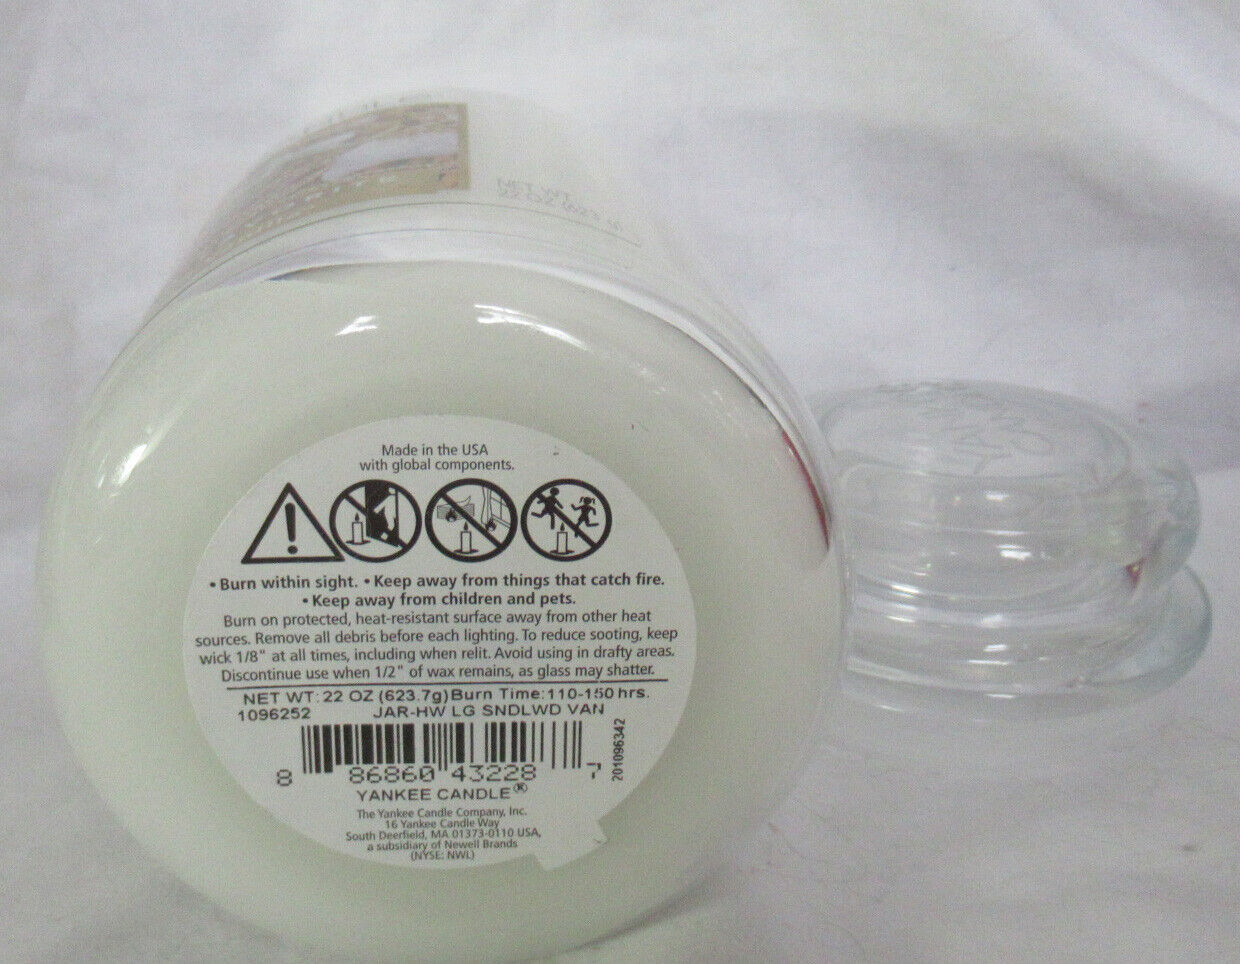 NET WT
22 OZ (623 g)
Made in the USA
with global components.
• Burn within sight. • Keep away from things that catch fire.
• Keep away from children and pets.
Burn on protected, heat-resistant surface away from other heat
sources. Remove all debris before each lighting. To reduce sooting, keep
wick 1/8" at all times, including when relit. Avoid using in drafty areas.
Discontinue use when 1/2" of wax remains, as glass may shatter.
NET WT: 22 OZ (623.7g) Burn Time: 110-150 hrs.
1096252 JAR-HW LG SNDLWD VAN
201096342
8 86860 43228 7
YANKEE CANDLE®
The Yankee Candle Company, Inc.
16 Yankee Candle Way
South Deerfield, MA 01373-0110 USA,
a subsidiary of Newell Brands
(NYSE: NWL)